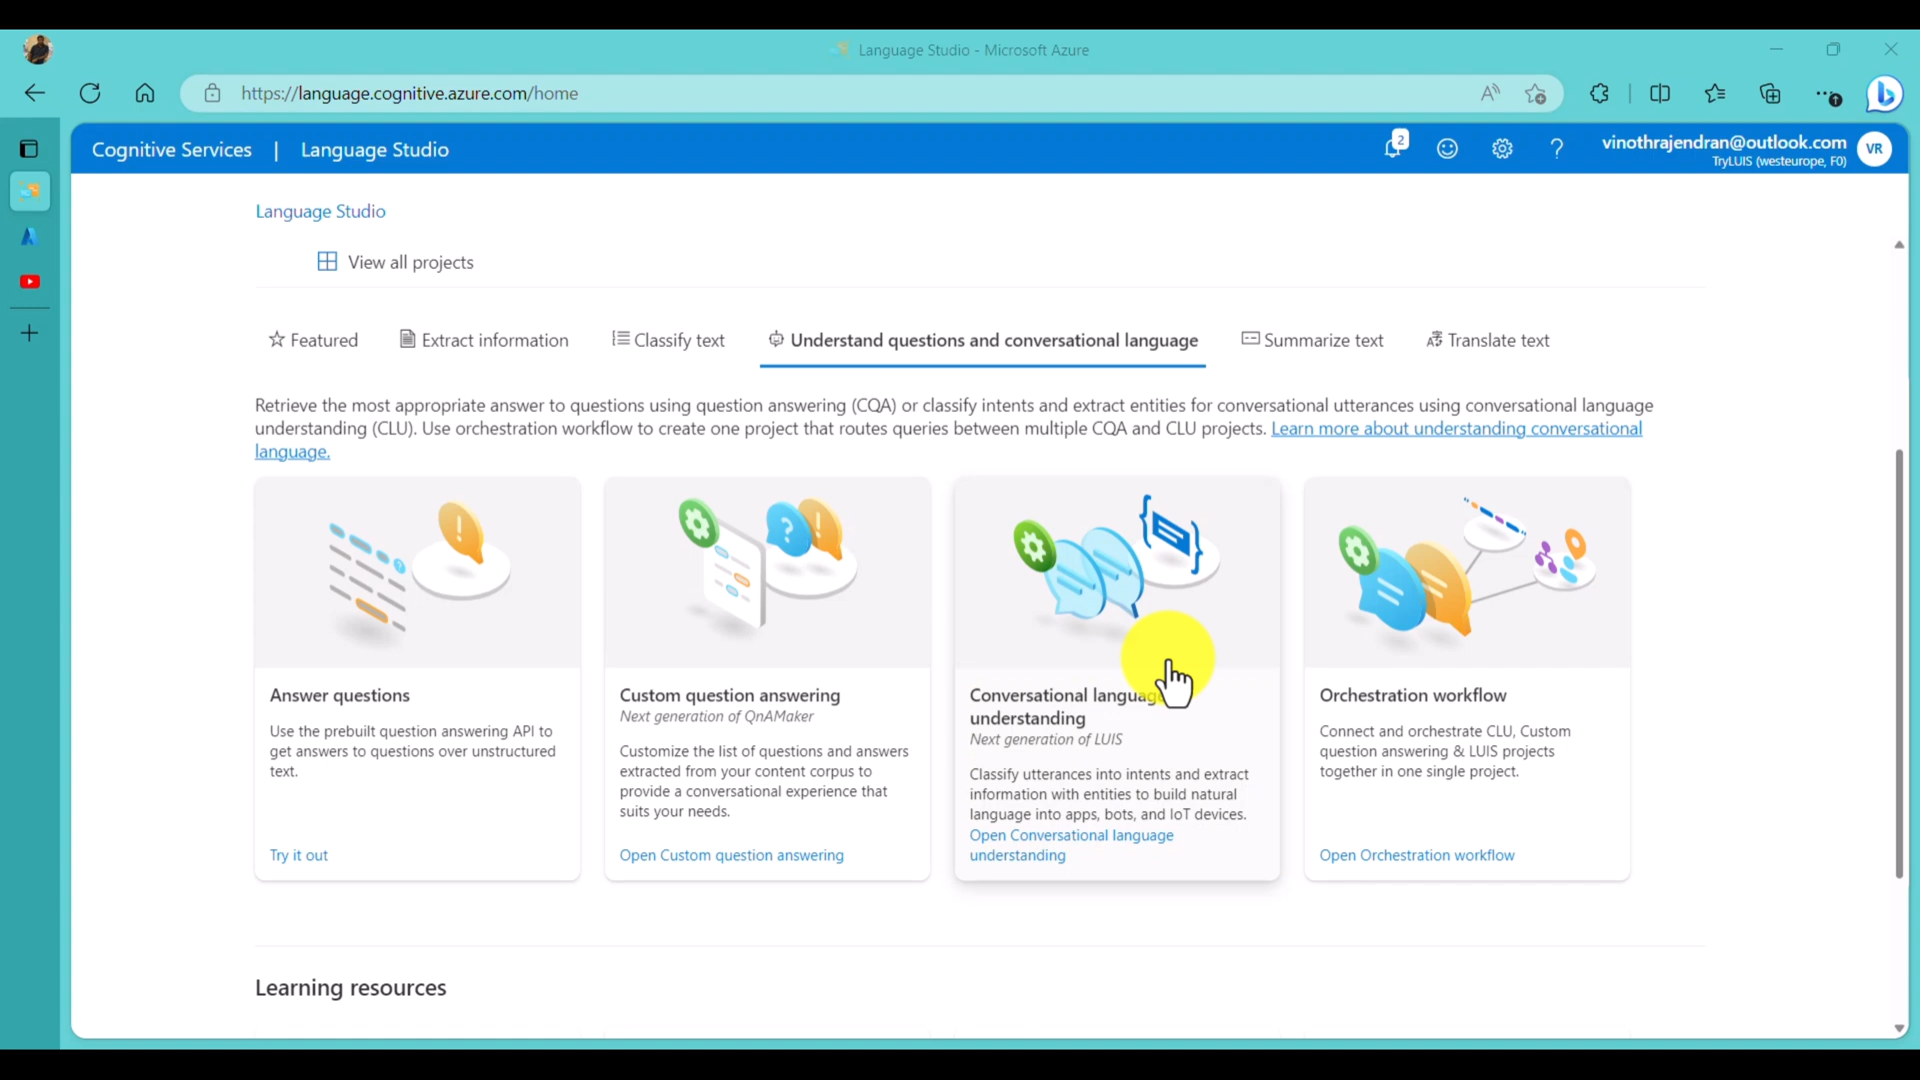 Language Studio - Microsoft Azure
https://language.cognitive.azure.com/home
Cognitive Services | Language Studio
2
vinothrajendran@outlook.com
TryLUIS (westeurope, F0)
VR
Language Studio
View all projects
Featured
Extract information
Classify text
Understand questions and conversational language
Summarize text
Translate text
Retrieve the most appropriate answer to questions using question answering (CQA) or classify intents and extract entities for conversational utterances using conversational language
understanding (CLU). Use orchestration workflow to create one project that routes queries between multiple CQA and CLU projects. Learn more about understanding conversational
language.
Answer questions
Use the prebuilt question answering API to
get answers to questions over unstructured
text.
Try it out
Custom question answering
Next generation of QnAMaker
Customize the list of questions and answers
extracted from your content corpus to
provide a conversational experience that
suits your needs.
Open Custom question answering
Conversational language
understanding
Next generation of LUIS
Classify utterances into intents and extract
information with entities to build natural
language into apps, bots, and IoT devices.
Open Conversational language
understanding
Orchestration workflow
Connect and orchestrate CLU, Custom
question answering & LUIS projects
together in one single project.
Open Orchestration workflow
Learning resources